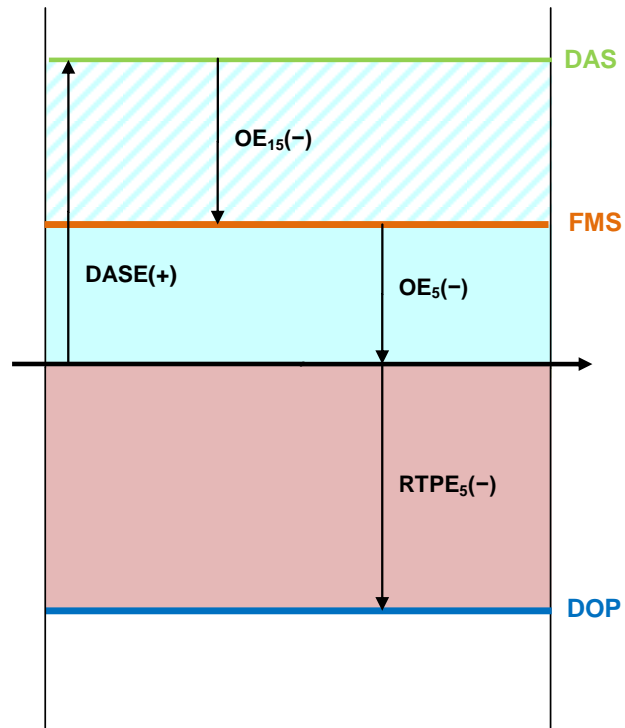 DAS
OE₁₅(−)
FMS
DASE(+)
OE₅(−)
RTPE₅(−)
DOP